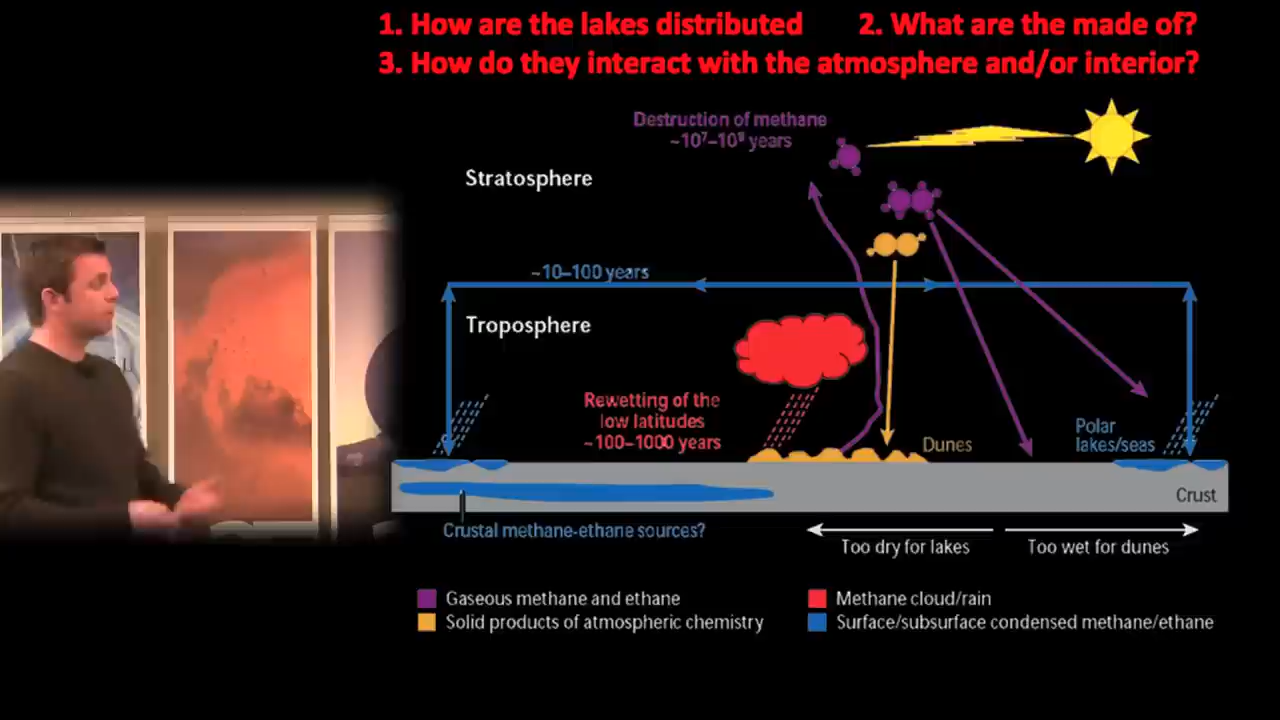 1. How are the lakes distributed 2. What are the made of?
3. How do they interact with the atmosphere and/or interior?
Destruction of methane
~10⁷–10⁸ years
Stratosphere
~10–100 years
Troposphere
Rewetting of the
low latitudes
~100–1000 years
Dunes
Polar
lakes/seas
Crust
Crustal methane-ethane sources?
Too dry for lakes
Too wet for dunes
Gaseous methane and ethane
Methane cloud/rain
Solid products of atmospheric chemistry
Surface/subsurface condensed methane/ethane